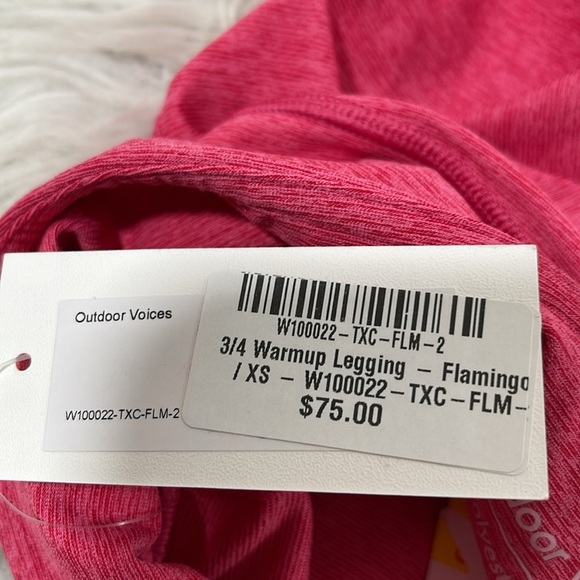 Outdoor Voices
W100022-TXC-FLM-2
W100022-TXC-FLM-2
3/4 Warmup Legging - Flamingo
/ XS - W100022-TXC-FLM-
$75.00
door